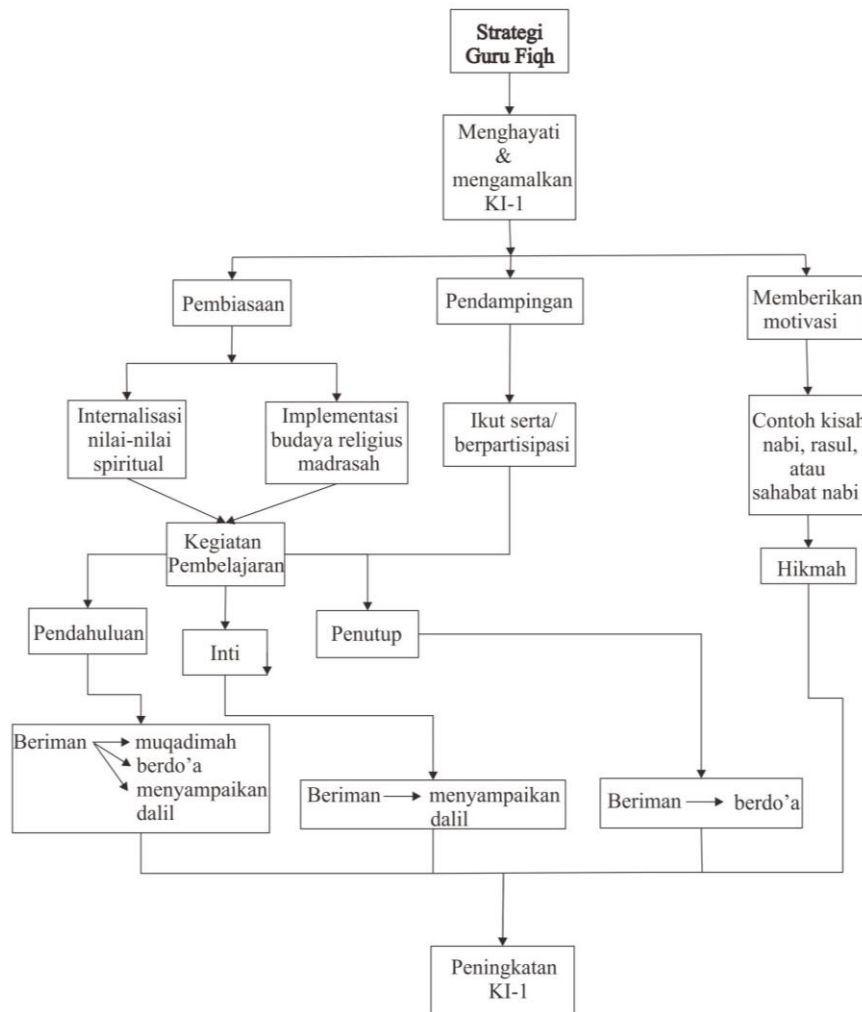 Strategi
Guru Fiqh
Menghayati
&
mengamalkan
KI-1
Pembiasaan
Pendampingan
Memberikan
motivasi
Internalisasi
nilai-nilai
spiritual
Implementasi
budaya religius
madrasah
Ikut serta/
berpartisipasi
Contoh kisah
nabi, rasul,
atau
sahabat nabi
Kegiatan
Pembelajaran
Hikmah
Pendahuluan
Inti
Penutup
Beriman muqadimah
berdo’a
menyampaikan
dalil
Beriman menyampaikan
dalil
Beriman berdo’a
Peningkatan
KI-1